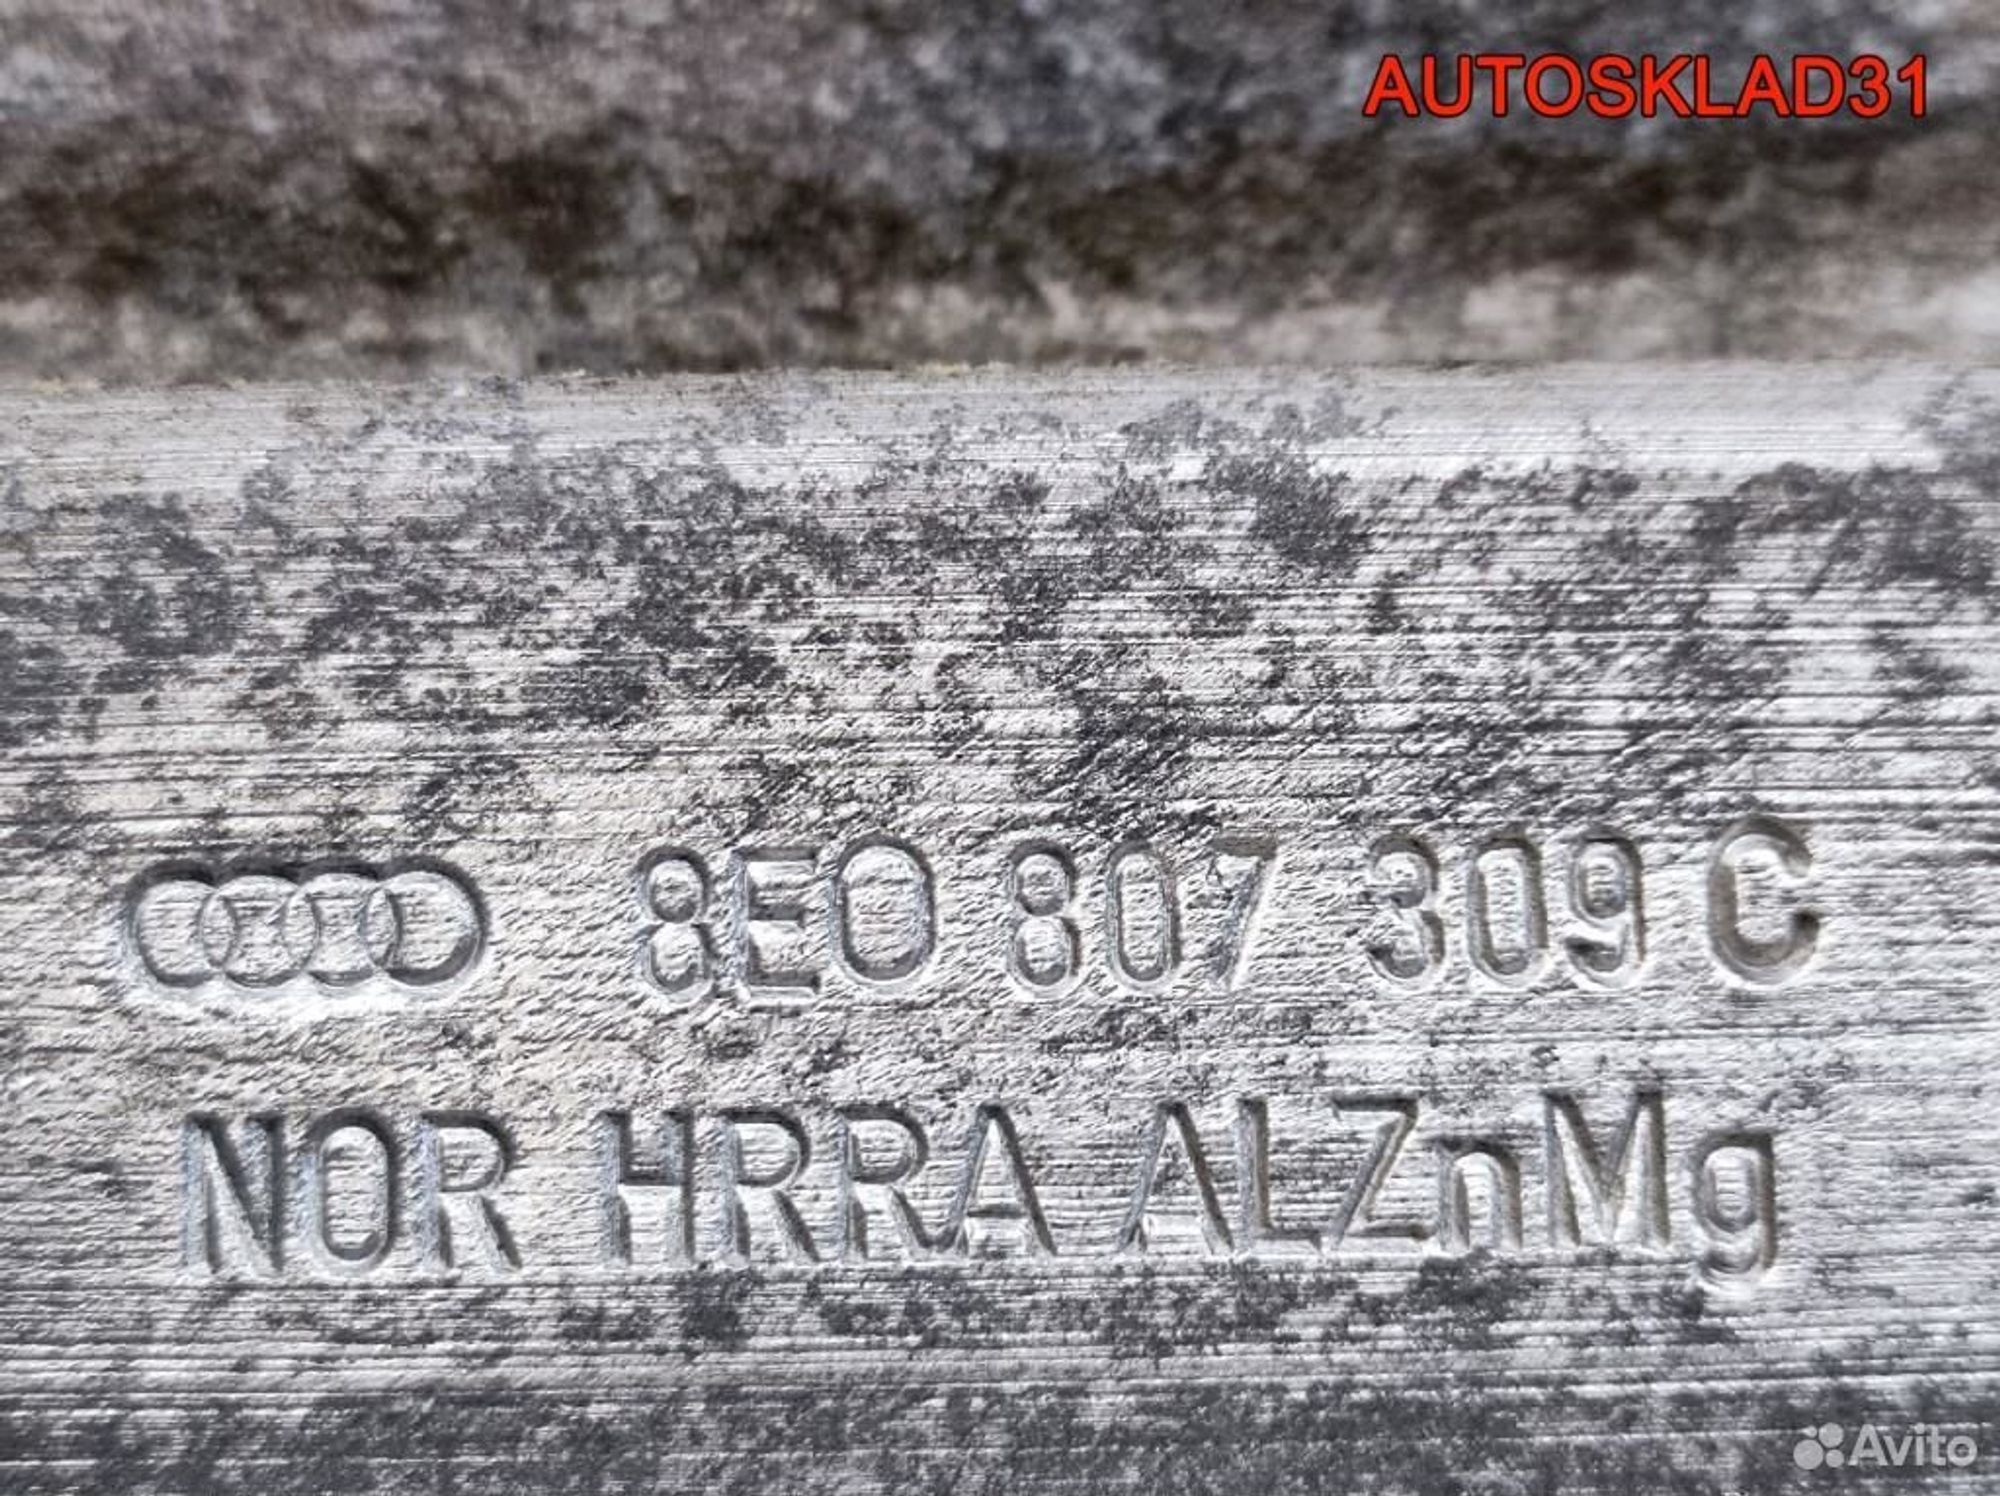 AUTOSKLAD31
8E0 807 309 C
NOR HRRA ALZnMg
Avito